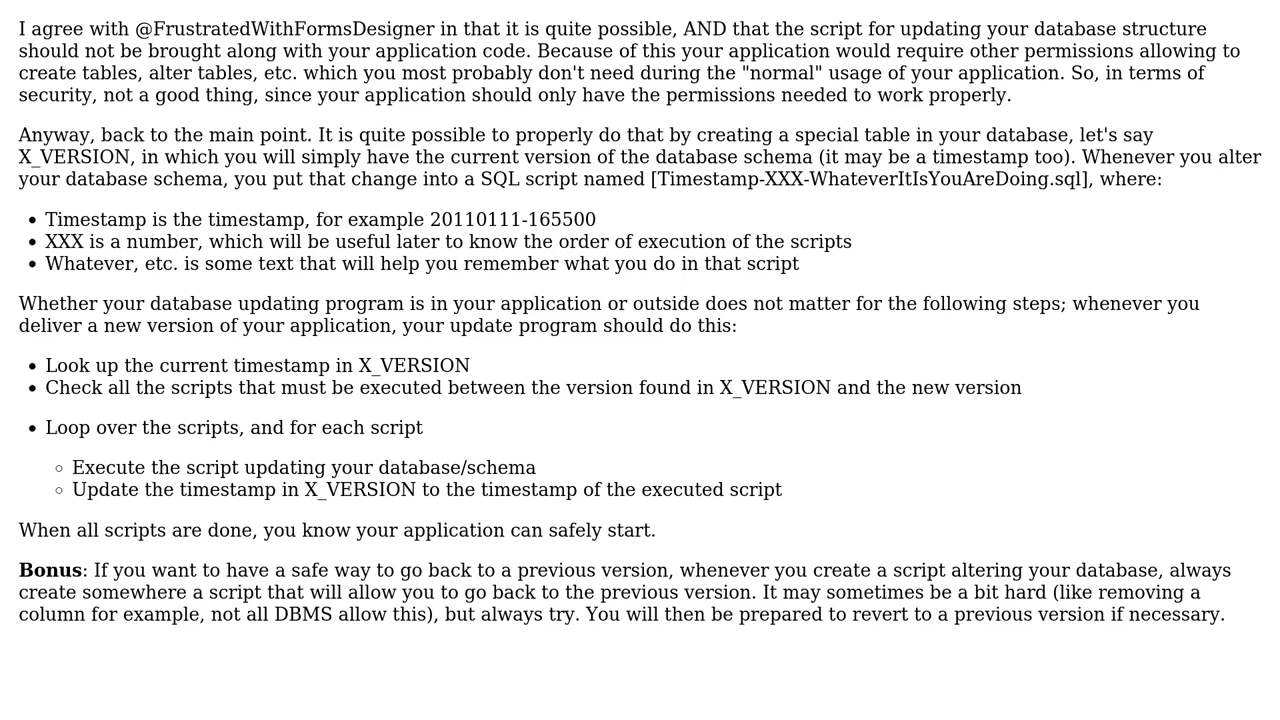 I agree with @FrustratedWithFormsDesigner in that it is quite possible, AND that the script for updating your database structure
should not be brought along with your application code. Because of this your application would require other permissions allowing to
create tables, alter tables, etc. which you most probably don't need during the "normal" usage of your application. So, in terms of
security, not a good thing, since your application should only have the permissions needed to work properly.
Anyway, back to the main point. It is quite possible to properly do that by creating a special table in your database, let's say
X_VERSION, in which you will simply have the current version of the database schema (it may be a timestamp too). Whenever you alter
your database schema, you put that change into a SQL script named [Timestamp-XXX-WhateverItIsYouAreDoing.sql], where:
• Timestamp is the timestamp, for example 20110111-165500
• XXX is a number, which will be useful later to know the order of execution of the scripts
• Whatever, etc. is some text that will help you remember what you do in that script
Whether your database updating program is in your application or outside does not matter for the following steps; whenever you
deliver a new version of your application, your update program should do this:
• Look up the current timestamp in X_VERSION
• Check all the scripts that must be executed between the version found in X_VERSION and the new version
• Loop over the scripts, and for each script
◦ Execute the script updating your database/schema
◦ Update the timestamp in X_VERSION to the timestamp of the executed script
When all scripts are done, you know your application can safely start.
Bonus: If you want to have a safe way to go back to a previous version, whenever you create a script altering your database, always
create somewhere a script that will allow you to go back to the previous version. It may sometimes be a bit hard (like removing a
column for example, not all DBMS allow this), but always try. You will then be prepared to revert to a previous version if necessary.